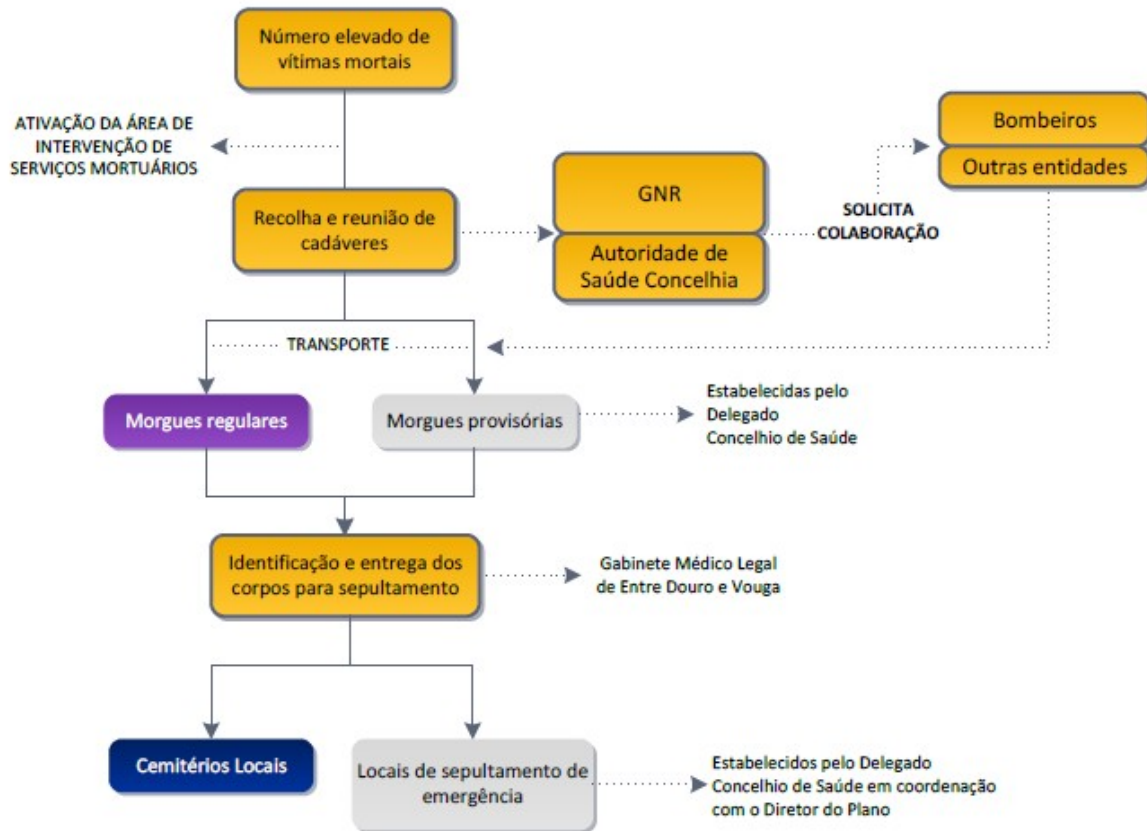 Número elevado de
vítimas mortais
ATIVAÇÃO DA ÁREA DE
INTERVENÇÃO DE
SERVIÇOS MORTUÁRIOS
Bombeiros
Outras entidades
GNR
Autoridade de
Saúde Concelhia
SOLICITA
COLABORAÇÃO
Recolha e reunião de
cadáveres
TRANSPORTE
Morgues regulares
Morgues provisórias
Estabelecidas pelo
Delegado
Concelhio de Saúde
Identificação e entrega dos
corpos para sepultamento
Gabinete Médico Legal
de Entre Douro e Vouga
Cemitérios Locais
Locais de sepultamento de
emergência
Estabelecidos pelo Delegado
Concelhio de Saúde em coordenação
com o Diretor do Plano